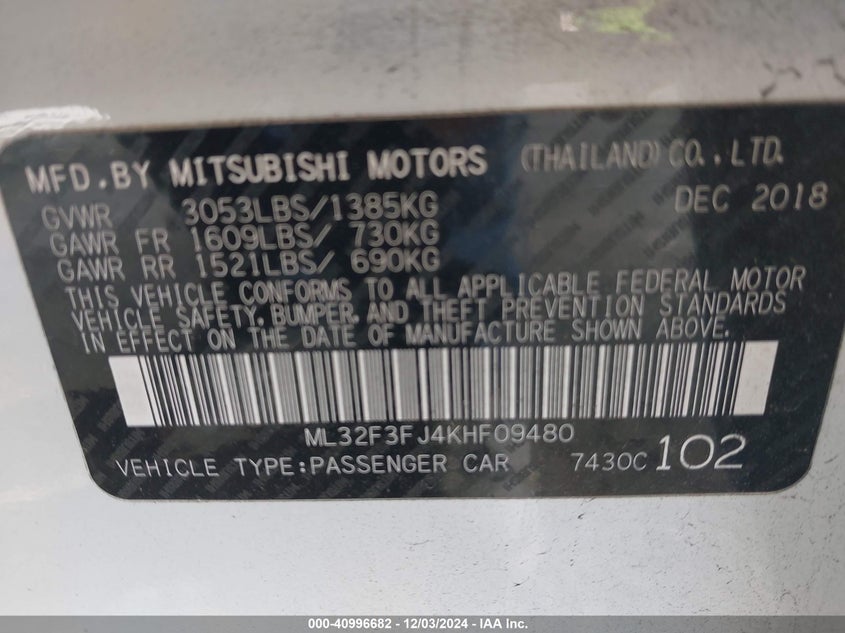 MFD.BY MITSUBISHI MOTORS (THAILAND) CO.,LTD.
GVWR 3053LBS/1385KG DEC 2018
GAWR FR 1609LBS/ 730KG
GAWR RR 1521LBS/ 690KG
THIS VEHICLE CONFORMS TO ALL APPLICABLE FEDERAL MOTOR
VEHICLE SAFETY, BUMPER, AND THEFT PREVENTION STANDARDS
IN EFFECT ON THE DATE OF MANUFACTURE SHOWN ABOVE.
ML32F3FJ4KHF09480
VEHICLE TYPE:PASSENGER CAR 7430C 102
000-40996682 - 12/03/2024 - IAA Inc.